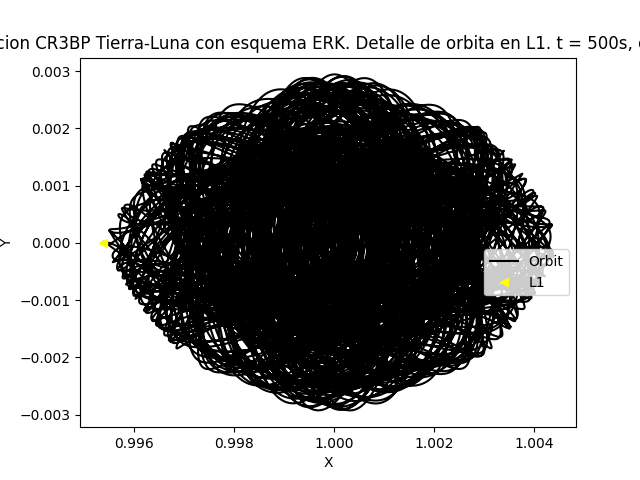 cion CR3BP Tierra-Luna con esquema ERK. Detalle de orbita en L1. t = 500s,
0.003
0.002
0.001
0.000
−0.001
−0.002
−0.003
Y
Orbit
L1
0.996
0.998
1.000
1.002
1.004
X